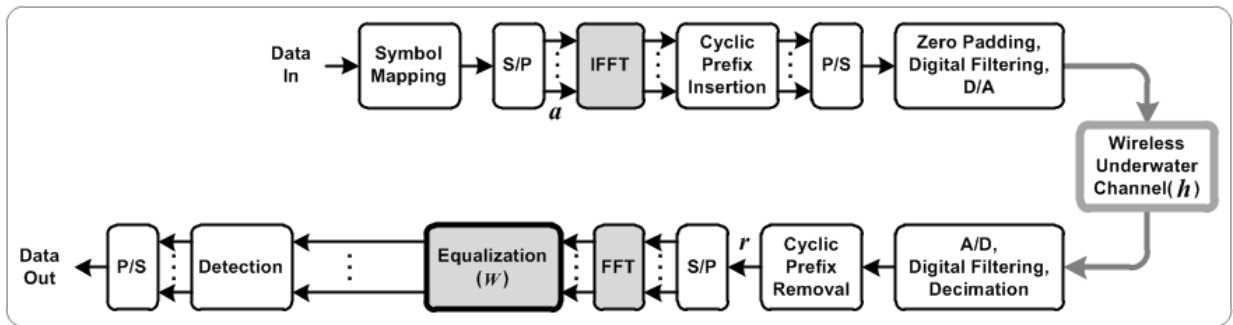 Data
In
Symbol
Mapping
S/P
a
IFFT
Cyclic
Prefix
Insertion
P/S
Zero Padding,
Digital Filtering,
D/A
Wireless
Underwater
Channel(h)
Data
Out
P/S
Detection
Equalization
(W)
FFT
S/P
r
Cyclic
Prefix
Removal
A/D,
Digital Filtering,
Decimation